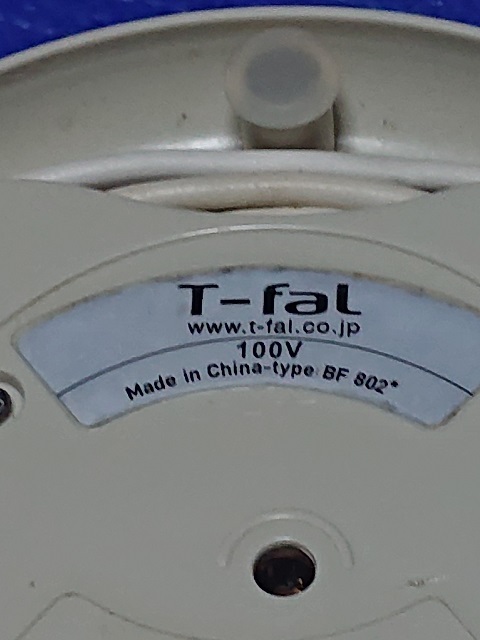 T-fal
www.t-fal.co.jp
100V
Made in China-type BF 802*